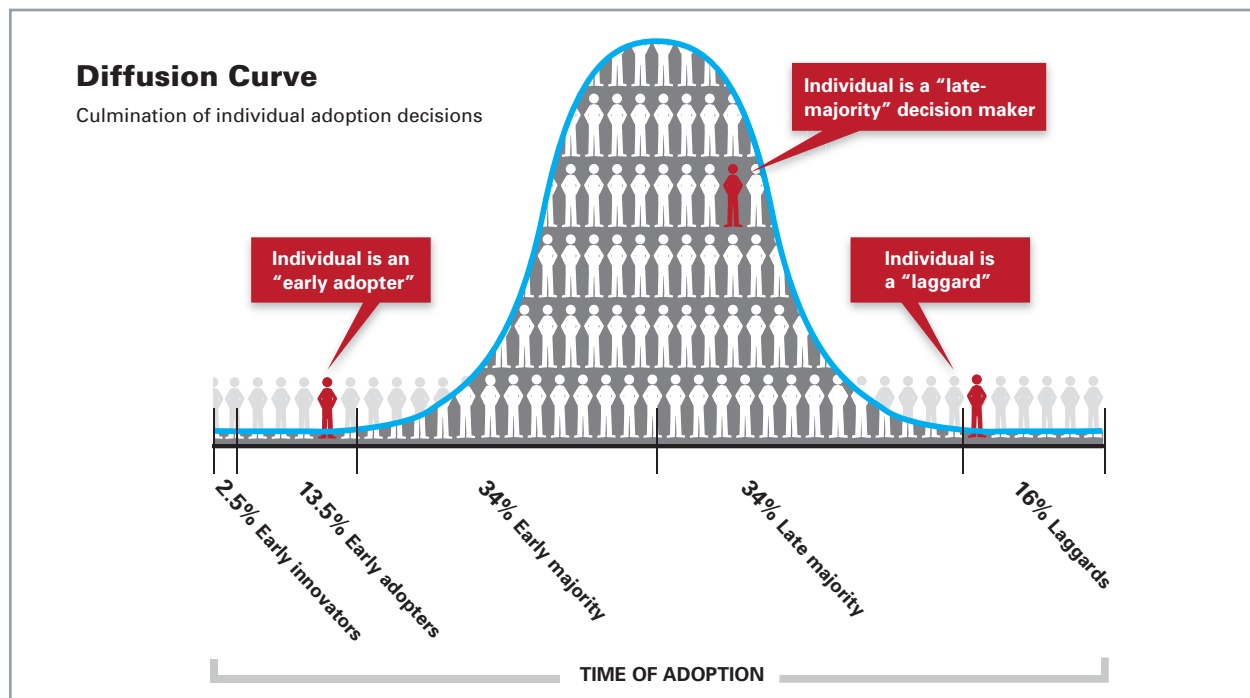 Diffusion Curve
Culmination of individual adoption decisions
Individual is a “late-
majority” decision maker
Individual is an
“early adopter”
Individual is
a “laggard”
2.5% Early innovators
13.5% Early adopters
34% Early majority
34% Late majority
16% Laggards
TIME OF ADOPTION